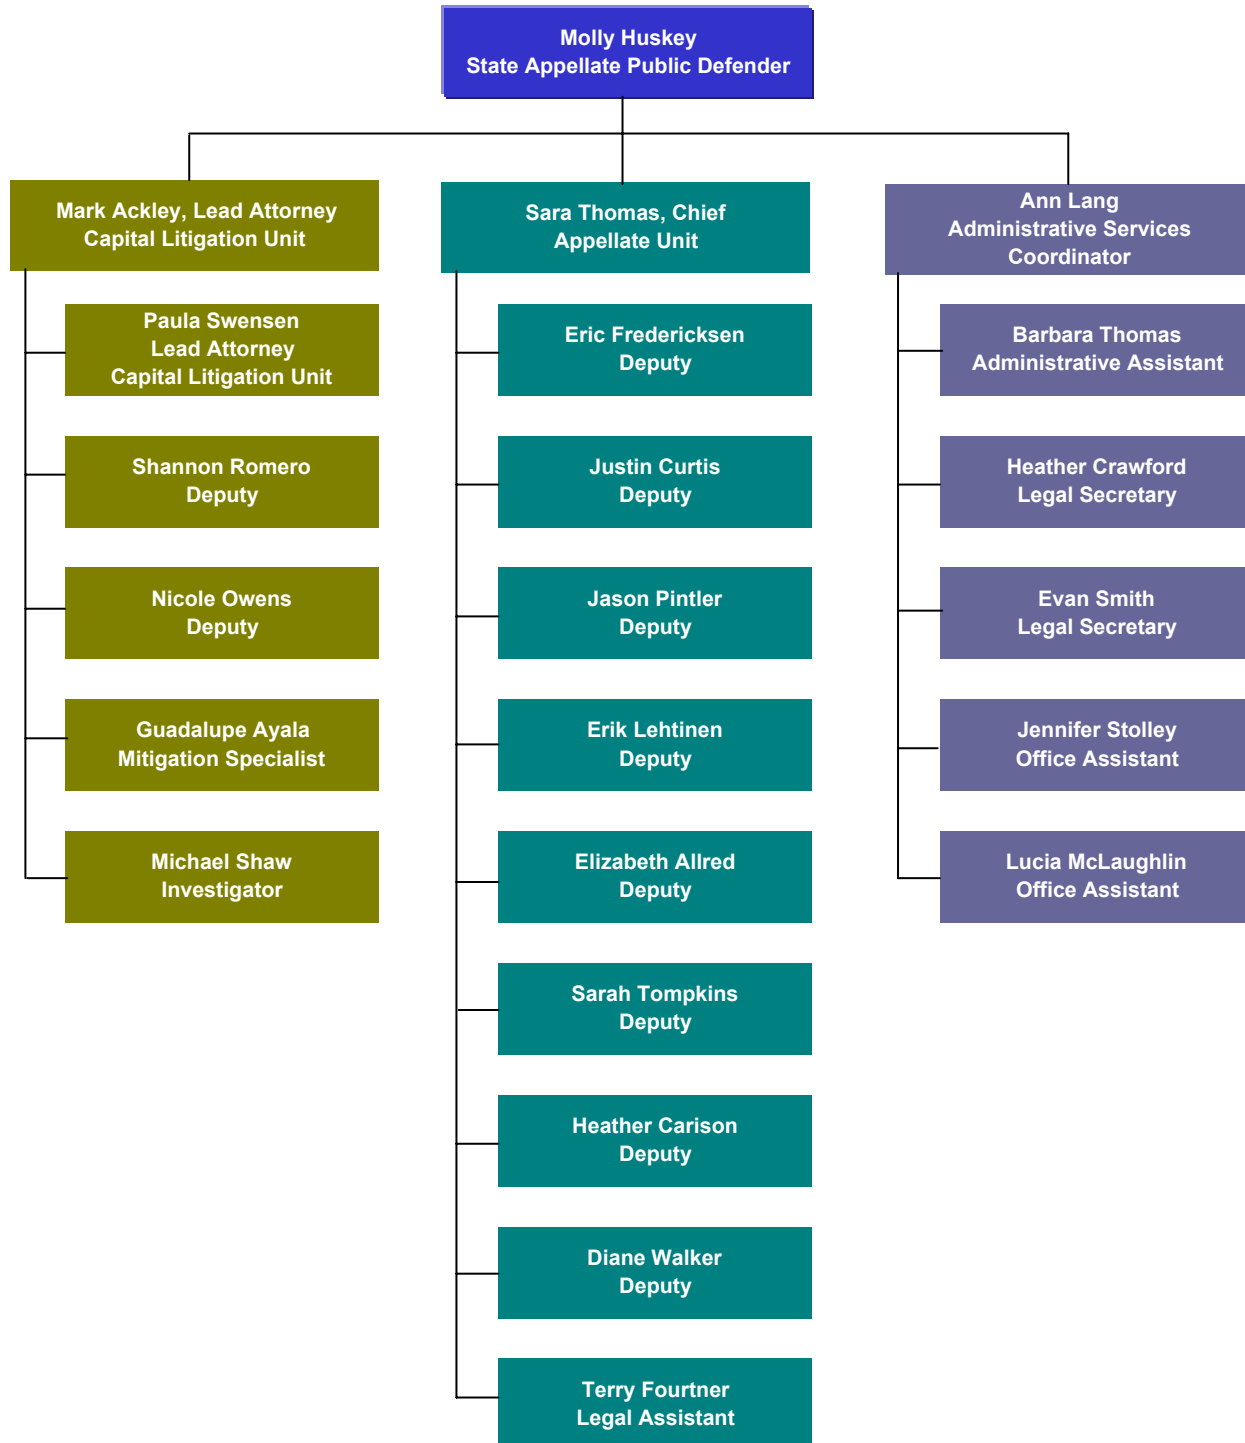 Molly Huskey
State Appellate Public Defender
Mark Ackley, Lead Attorney
Capital Litigation Unit
Paula Swensen
Lead Attorney
Capital Litigation Unit
Shannon Romero
Deputy
Nicole Owens
Deputy
Guadalupe Ayala
Mitigation Specialist
Michael Shaw
Investigator
Sara Thomas, Chief
Appellate Unit
Eric Fredericksen
Deputy
Justin Curtis
Deputy
Jason Pintler
Deputy
Erik Lehtinen
Deputy
Elizabeth Allred
Deputy
Sarah Tompkins
Deputy
Heather Carison
Deputy
Diane Walker
Deputy
Terry Fourtner
Legal Assistant
Ann Lang
Administrative Services
Coordinator
Barbara Thomas
Administrative Assistant
Heather Crawford
Legal Secretary
Evan Smith
Legal Secretary
Jennifer Stolley
Office Assistant
Lucia McLaughlin
Office Assistant